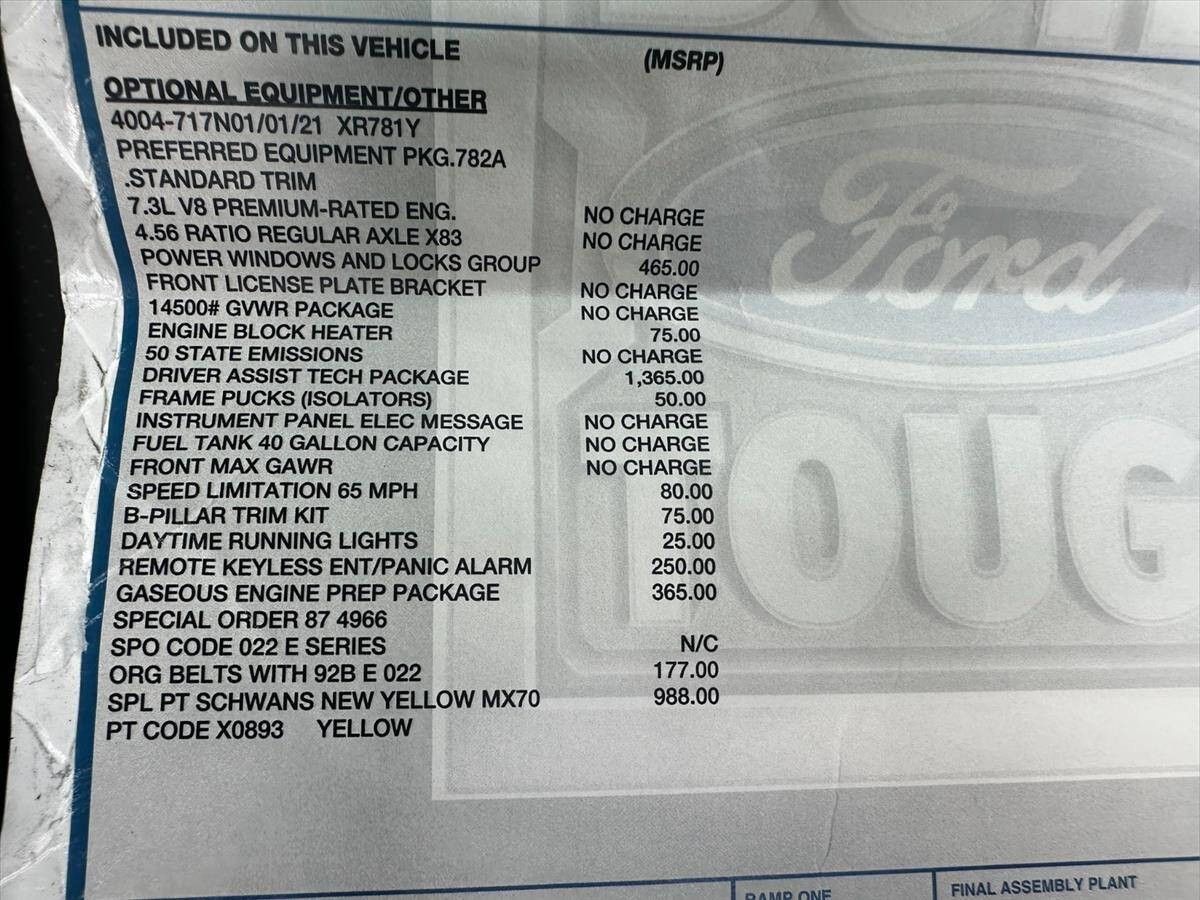 INCLUDED ON THIS VEHICLE (MSRP)
OPTIONAL EQUIPMENT/OTHER
4004-717N01/01/21 XR781Y
PREFERRED EQUIPMENT PKG.782A
.STANDARD TRIM
7.3L V8 PREMIUM-RATED ENG. NO CHARGE
4.56 RATIO REGULAR AXLE X83 NO CHARGE
POWER WINDOWS AND LOCKS GROUP 465.00
FRONT LICENSE PLATE BRACKET NO CHARGE
14500# GVWR PACKAGE NO CHARGE
ENGINE BLOCK HEATER 75.00
50 STATE EMISSIONS NO CHARGE
DRIVER ASSIST TECH PACKAGE 1,365.00
FRAME PUCKS (ISOLATORS) 50.00
INSTRUMENT PANEL ELEC MESSAGE NO CHARGE
FUEL TANK 40 GALLON CAPACITY NO CHARGE
FRONT MAX GAWR NO CHARGE
SPEED LIMITATION 65 MPH 80.00
B-PILLAR TRIM KIT 75.00
DAYTIME RUNNING LIGHTS 25.00
REMOTE KEYLESS ENT/PANIC ALARM 250.00
GASEOUS ENGINE PREP PACKAGE 365.00
SPECIAL ORDER 87 4966
SPO CODE 022 E SERIES N/C
ORG BELTS WITH 92B E 022 177.00
SPL PT SCHWANS NEW YELLOW MX70 988.00
PT CODE X0893 YELLOW
Ford
TOUG
RAMP ONE
FINAL ASSEMBLY PLANT